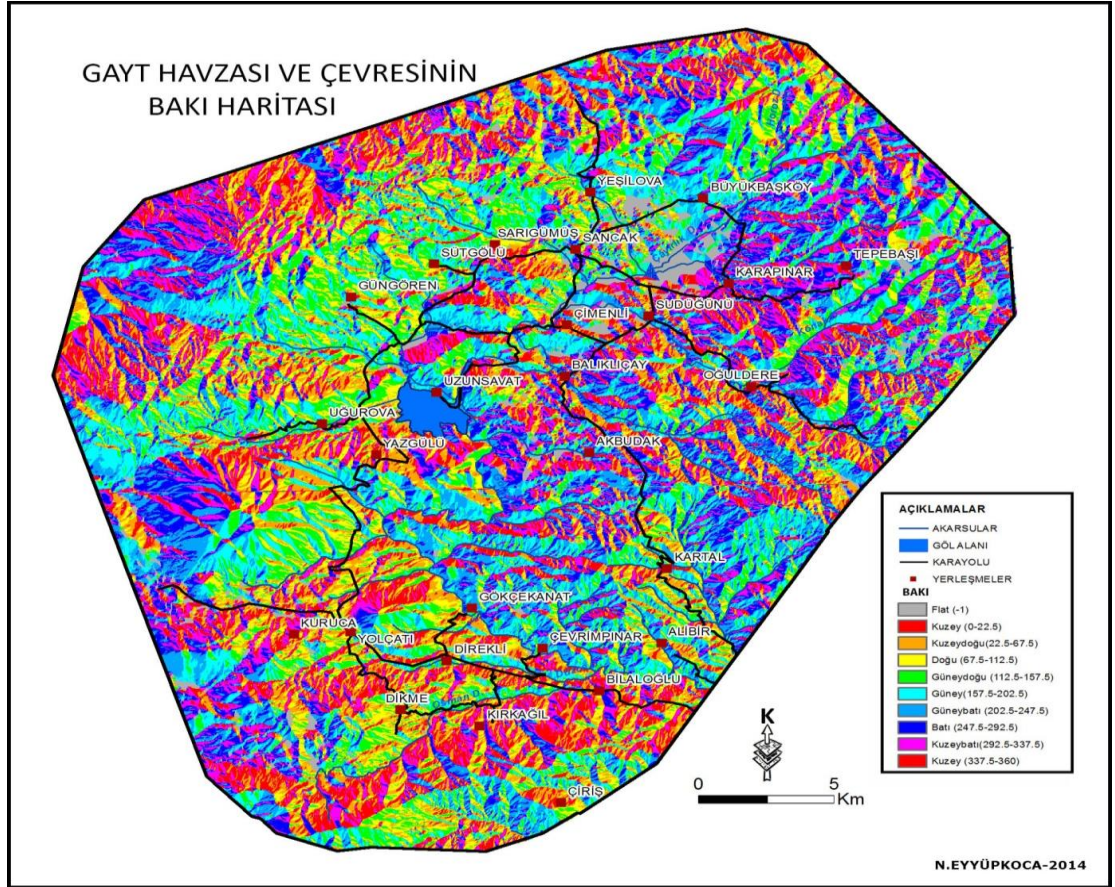 GAYT HAVZASI VE ÇEVRESİNİN
BAKI HARİTASI
YEŞİLOVA
BÜYÜKBAŞKÖY
SARIGÜMÜŞ
SANCAK
SÜTGÖLÜ
TEPEBAŞI
KARAPINAR
GÜNGÖREN
SUDÜĞÜNÜ
ÇİMENLİ
BALIKLIÇAY
OĞULDERE
UZUNSAVAT
UĞUROVA
YAZGÜLÜ
AKBUDAK
KARTAL
GÖKÇEKANAT
KURUCA
YOLÇATI
ÇEVRİMPINAR
ALİBİR
DİREKLİ
BİLALOĞLU
DİKME
KIRKAĞIL
ÇİRİŞ
AÇIKLAMALAR
AKARSULAR
GÖL ALANI
KARAYOLU
YERLEŞMELER
BAKI
Flat (-1)
Kuzey (0-22.5)
Kuzeydoğu(22.5-67.5)
Doğu (67.5-112.5)
Güneydoğu (112.5-157.5)
Güney(157.5-202.5)
Güneybatı (202.5-247.5)
Batı (247.5-292.5)
Kuzeybatı(292.5-337.5)
Kuzey (337.5-360)
K
0 5
Km
N.EYYÜPKOCA-2014